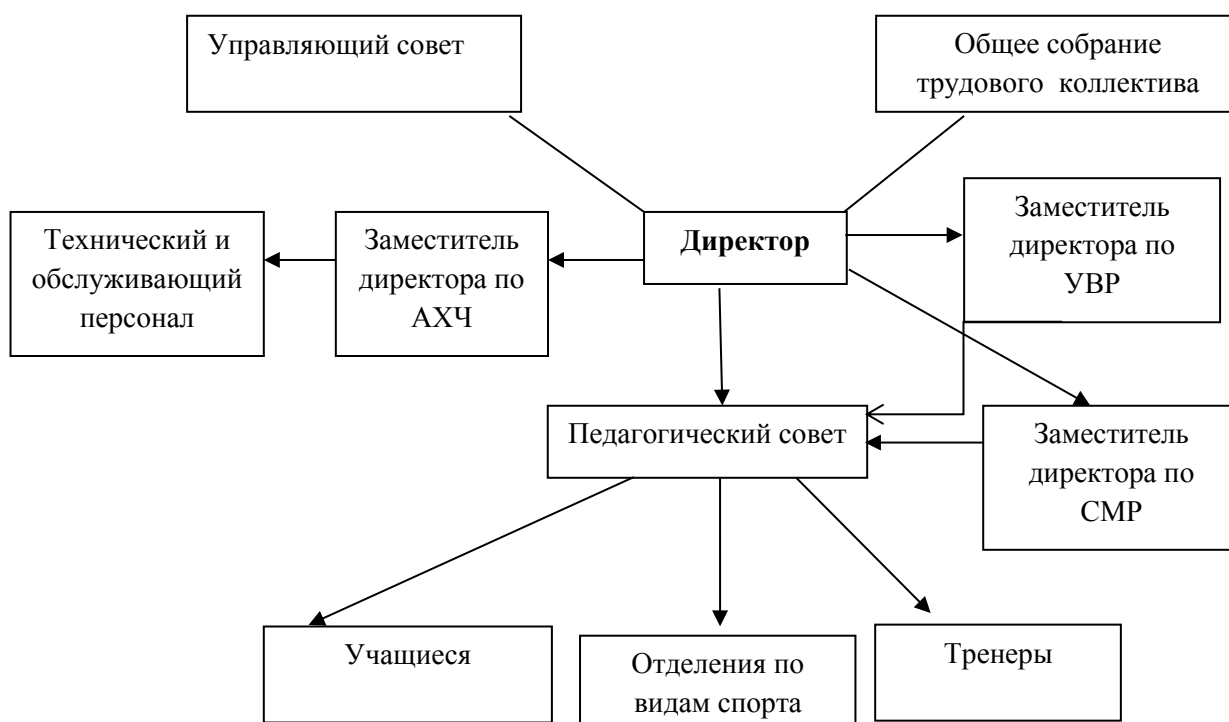 Управляющий совет
Общее собрание
трудового коллектива
Технический и
обслуживающий
персонал
Заместитель
директора по
АХЧ
Директор
Заместитель
директора по
УВР
Педагогический совет
Заместитель
директора по
СМР
Учащиеся
Отделения по
видам спорта
Тренеры